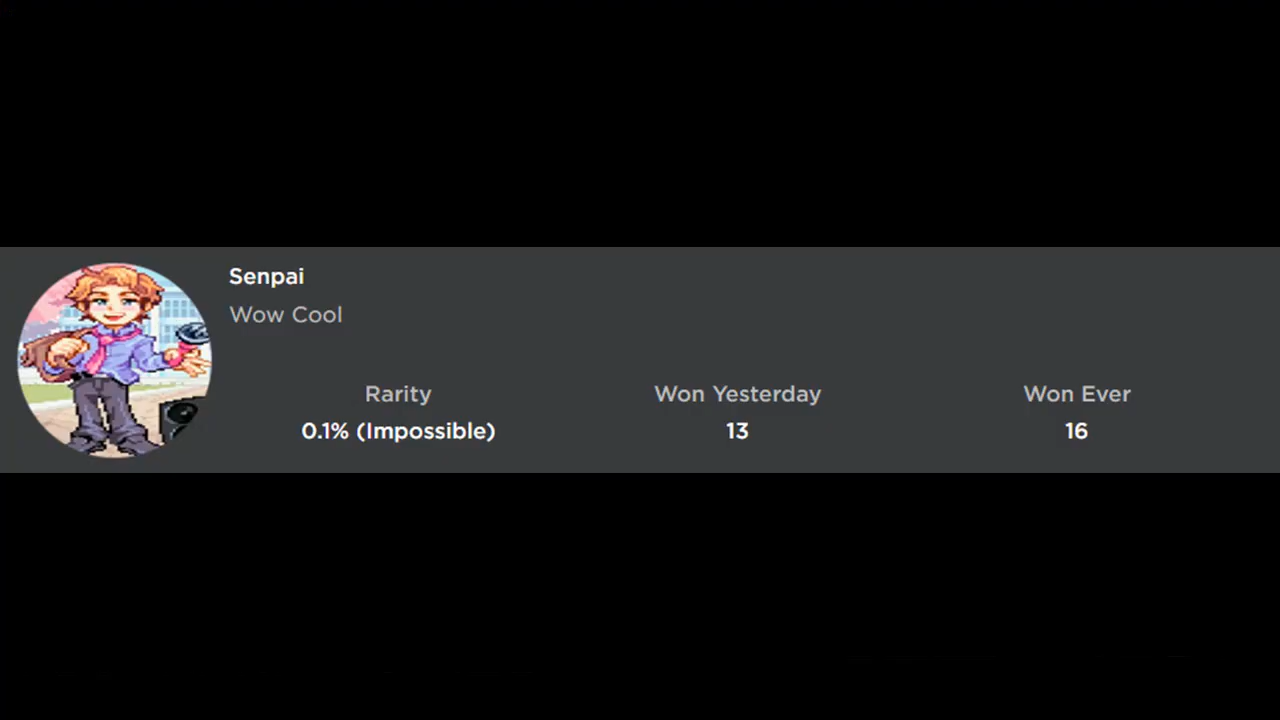 Senpai
Wow Cool
Rarity Won Yesterday Won Ever
0.1% (Impossible) 13 16